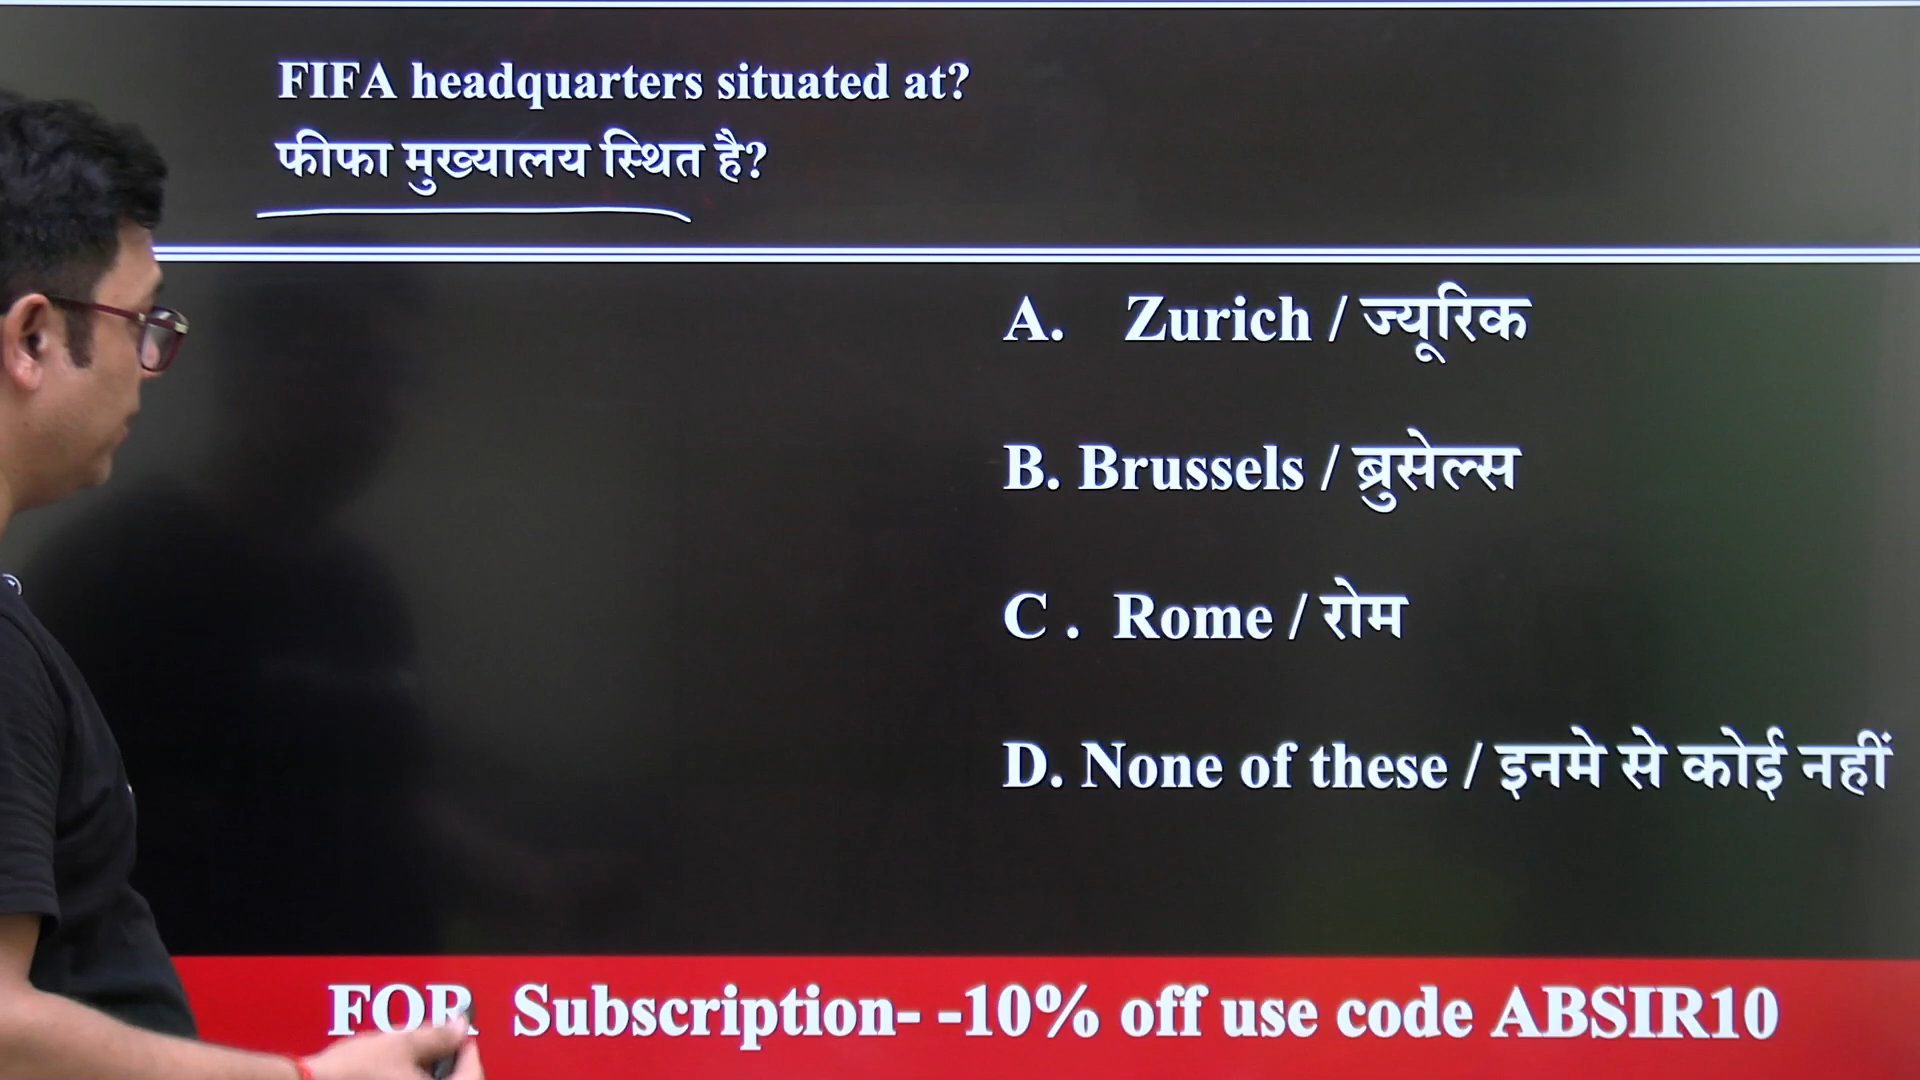 FIFA headquarters situated at?
फीफा मुख्यालय स्थित है?
A. Zurich / ज्यूरिक
B. Brussels / ब्रुसेल्स
C . Rome / रोम
D. None of these / इनमे से कोई नहीं
FOR Subscription- -10% off use code ABSIR10